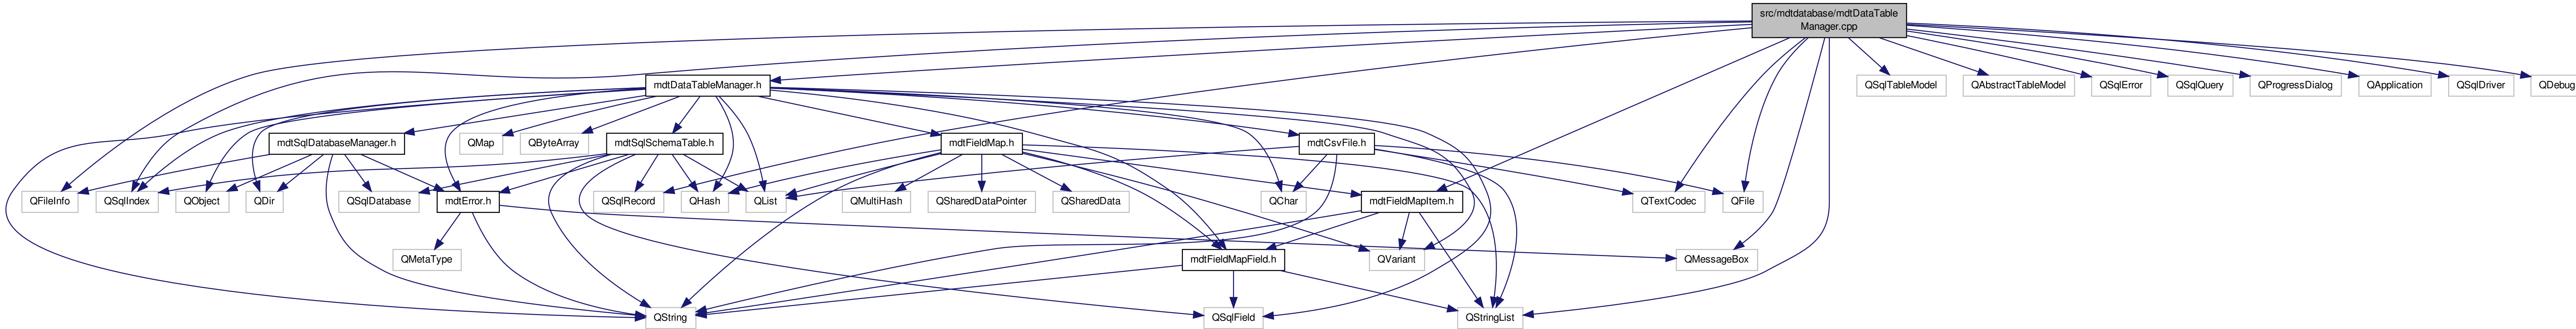 src/mdtdatabase/mdtDataTable
Manager.cpp
mdtDataTableManager.h
QSqlTableModel
QAbstractTableModel
QSqlError
QSqlQuery
QProgressDialog
QApplication
QSqlDriver
QDebug
mdtSqlDatabaseManager.h
QMap
QByteArray
mdtSqlSchemaTable.h
mdtFieldMap.h
mdtCsvFile.h
QFileInfo
QSqlIndex
QObject
QDir
QSqlDatabase
mdtError.h
QSqlRecord
QHash
QList
QMultiHash
QSharedDataPointer
QSharedData
QChar
mdtFieldMapItem.h
QTextCodec
QFile
QMetaType
mdtFieldMapField.h
QVariant
QMessageBox
QString
QSqlField
QStringList